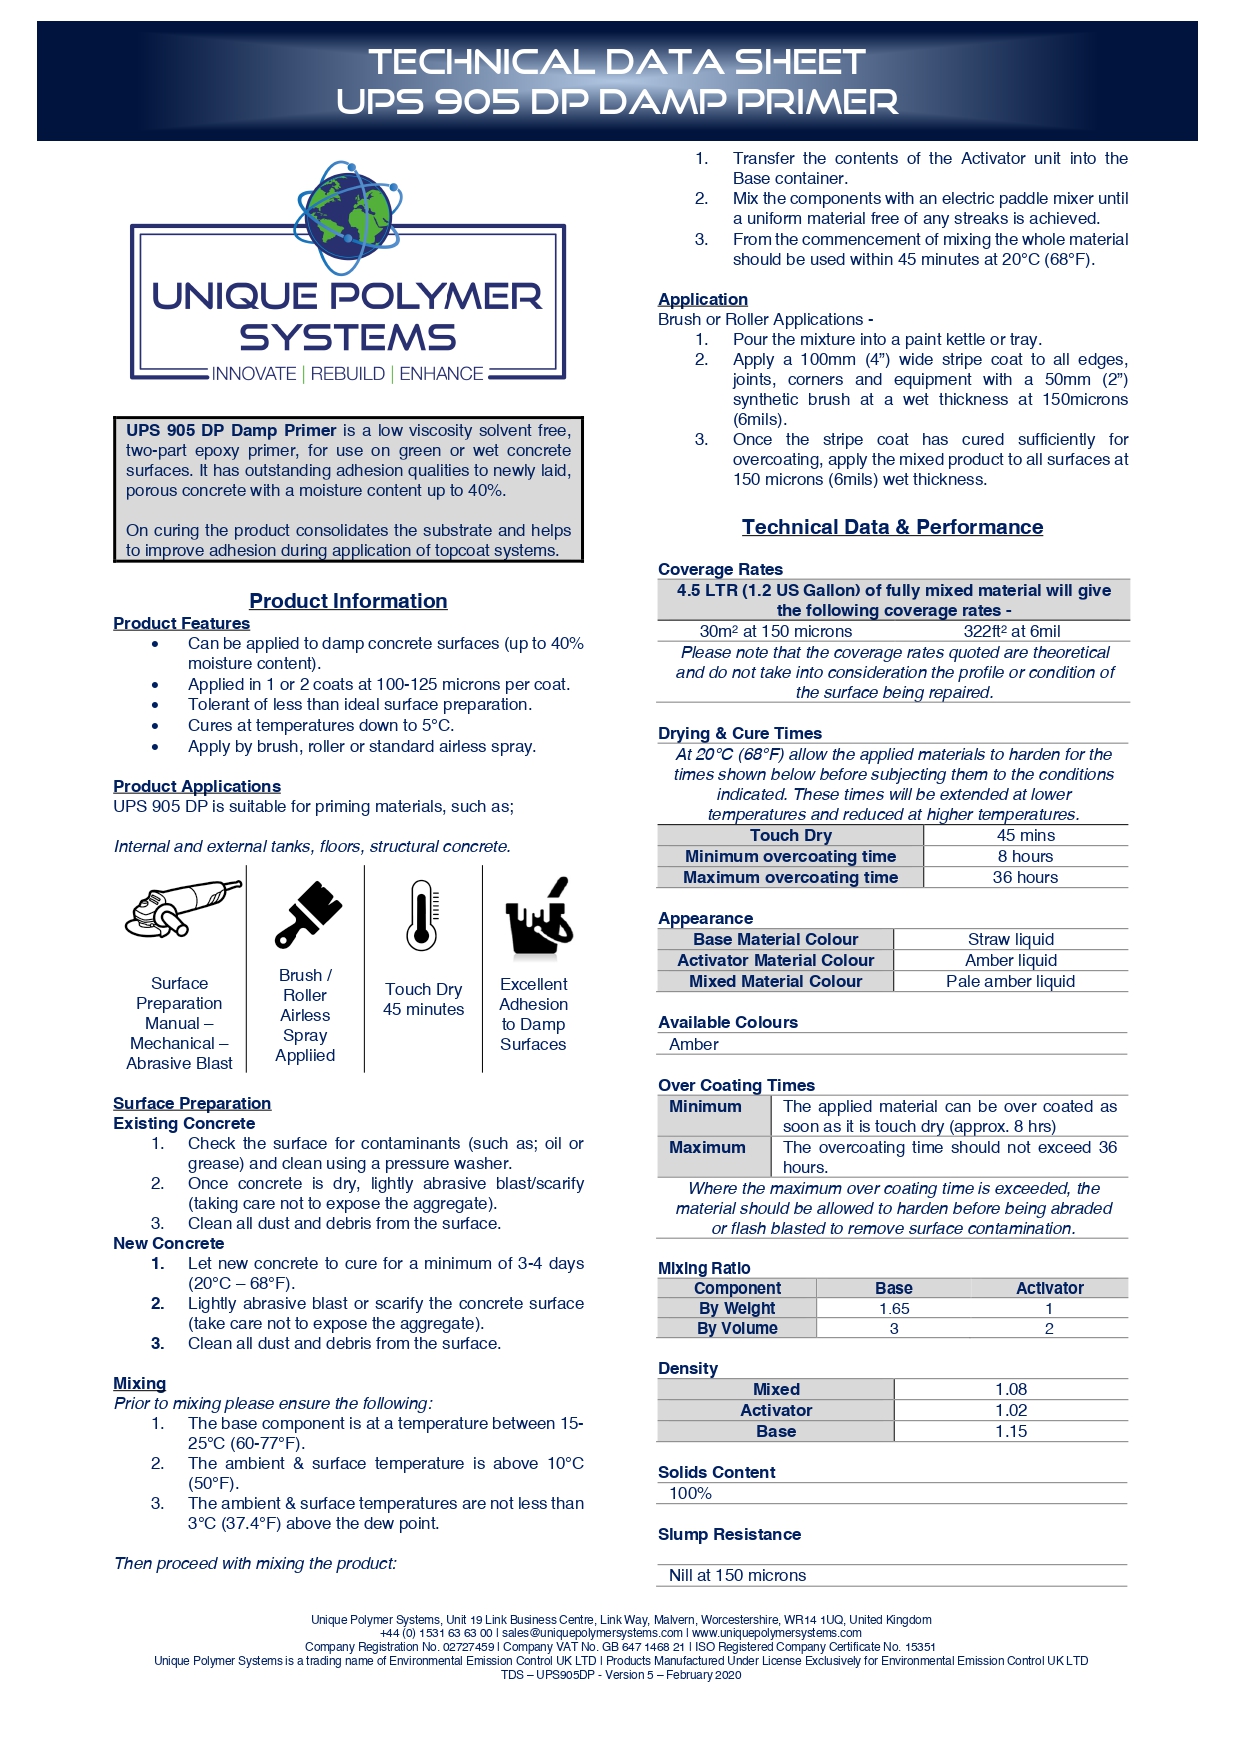 TECHNICAL DATA SHEET
UPS 905 DP DAMP PRIMER
UNIQUE POLYMER
SYSTEMS
INNOVATE | REBUILD | ENHANCE
UPS 905 DP Damp Primer is a low viscosity solvent free,
two-part epoxy primer, for use on green or wet concrete
surfaces. It has outstanding adhesion qualities to newly laid,
porous concrete with a moisture content up to 40%.
On curing the product consolidates the substrate and helps
to improve adhesion during application of topcoat systems.
Product Information
Product Features
• Can be applied to damp concrete surfaces (up to 40%
moisture content).
• Applied in 1 or 2 coats at 100-125 microns per coat.
• Tolerant of less than ideal surface preparation.
• Cures at temperatures down to 5°C.
• Apply by brush, roller or standard airless spray.
Product Applications
UPS 905 DP is suitable for priming materials, such as;
Internal and external tanks, floors, structural concrete.
Surface
Preparation
Manual –
Mechanical –
Abrasive Blast
Brush /
Roller
Airless
Spray
Appliied
Touch Dry
45 minutes
Excellent
Adhesion
to Damp
Surfaces
Surface Preparation
Existing Concrete
1. Check the surface for contaminants (such as; oil or
grease) and clean using a pressure washer.
2. Once concrete is dry, lightly abrasive blast/scarify
(taking care not to expose the aggregate).
3. Clean all dust and debris from the surface.
New Concrete
1. Let new concrete to cure for a minimum of 3-4 days
(20°C – 68°F).
2. Lightly abrasive blast or scarify the concrete surface
(take care not to expose the aggregate).
3. Clean all dust and debris from the surface.
Mixing
Prior to mixing please ensure the following:
1. The base component is at a temperature between 15-
25°C (60-77°F).
2. The ambient & surface temperature is above 10°C
(50°F).
3. The ambient & surface temperatures are not less than
3°C (37.4°F) above the dew point.
Then proceed with mixing the product:
1. Transfer the contents of the Activator unit into the
Base container.
2. Mix the components with an electric paddle mixer until
a uniform material free of any streaks is achieved.
3. From the commencement of mixing the whole material
should be used within 45 minutes at 20°C (68°F).
Application
Brush or Roller Applications -
1. Pour the mixture into a paint kettle or tray.
2. Apply a 100mm (4”) wide stripe coat to all edges,
joints, corners and equipment with a 50mm (2”)
synthetic brush at a wet thickness at 150microns
(6mils).
3. Once the stripe coat has cured sufficiently for
overcoating, apply the mixed product to all surfaces at
150 microns (6mils) wet thickness.
Technical Data & Performance
Coverage Rates
4.5 LTR (1.2 US Gallon) of fully mixed material will give
the following coverage rates -
30m² at 150 microns 322ft² at 6mil
Please note that the coverage rates quoted are theoretical
and do not take into consideration the profile or condition of
the surface being repaired.
Drying & Cure Times
At 20°C (68°F) allow the applied materials to harden for the
times shown below before subjecting them to the conditions
indicated. These times will be extended at lower
temperatures and reduced at higher temperatures.
Touch Dry 45 mins
Minimum overcoating time 8 hours
Maximum overcoating time 36 hours
Appearance
Base Material Colour Straw liquid
Activator Material Colour Amber liquid
Mixed Material Colour Pale amber liquid
Available Colours
Amber
Over Coating Times
Minimum The applied material can be over coated as
soon as it is touch dry (approx. 8 hrs)
Maximum The overcoating time should not exceed 36
hours.
Where the maximum over coating time is exceeded, the
material should be allowed to harden before being abraded
or flash blasted to remove surface contamination.
Mixing Ratio
Component Base Activator
By Weight 1.65 1
By Volume 3 2
Density
Mixed 1.08
Activator 1.02
Base 1.15
Solids Content
100%
Slump Resistance
Nill at 150 microns
Unique Polymer Systems, Unit 19 Link Business Centre, Link Way, Malvern, Worcestershire, WR14 1UQ, United Kingdom
+44 (0) 1531 63 63 00 | sales@uniquepolymersystems.com | www.uniquepolymersystems.com
Company Registration No. 02727459 | Company VAT No. GB 647 1468 21 | ISO Registered Company Certificate No. 15351
Unique Polymer Systems is a trading name of Environmental Emission Control UK LTD | Products Manufactured Under License Exclusively for Environmental Emission Control UK LTD
TDS – UPS905DP - Version 5 – February 2020